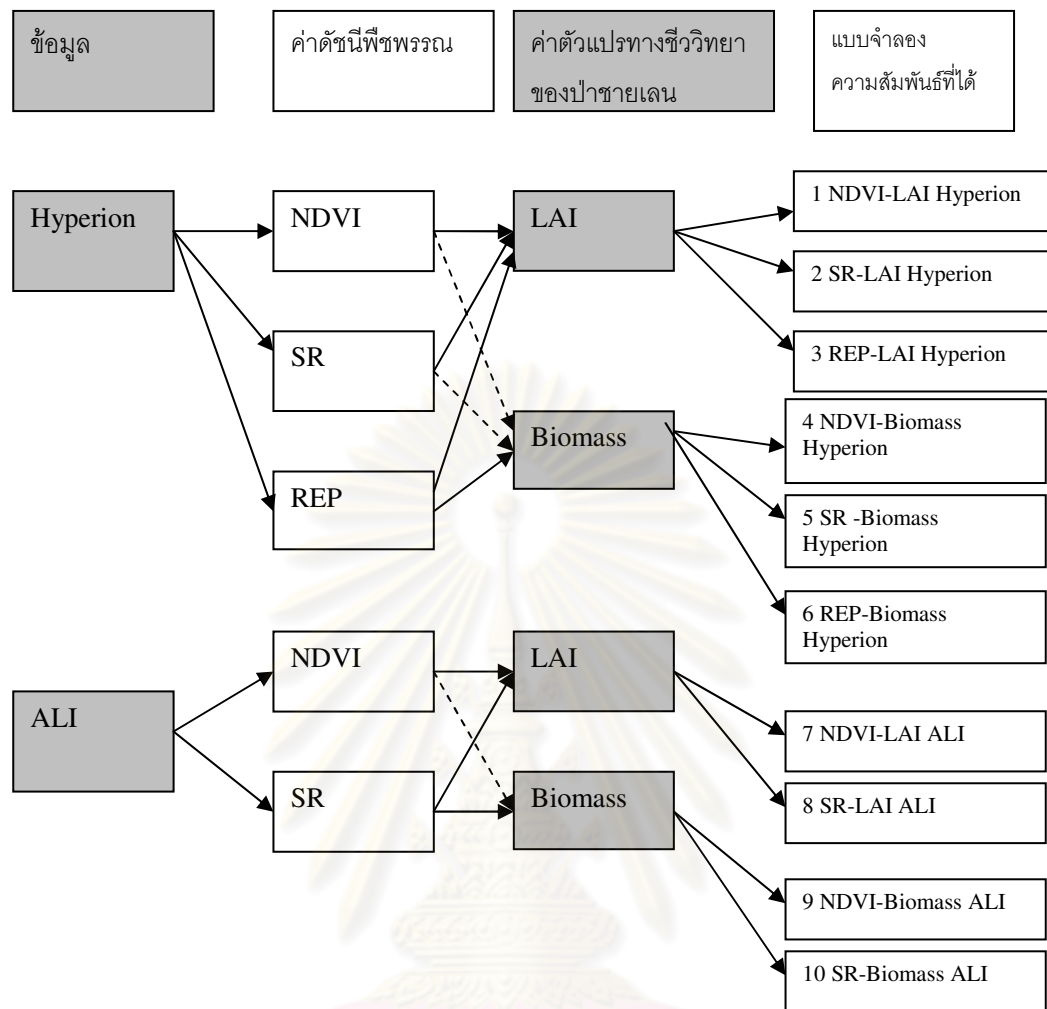 ข้อมูล
ค่าดัชนีพืชพรรณ
ค่าตัวแปรทางชีววิทยา
ของป่าชายเลน
แบบจำลอง
ความสัมพันธ์ที่ได้
Hyperion
NDVI
LAI
1 NDVI-LAI Hyperion
2 SR-LAI Hyperion
SR
3 REP-LAI Hyperion
Biomass
4 NDVI-Biomass
Hyperion
REP
5 SR -Biomass
Hyperion
6 REP-Biomass
Hyperion
NDVI
LAI
ALI
7 NDVI-LAI ALI
SR
Biomass
8 SR-LAI ALI
9 NDVI-Biomass ALI
10 SR-Biomass ALI